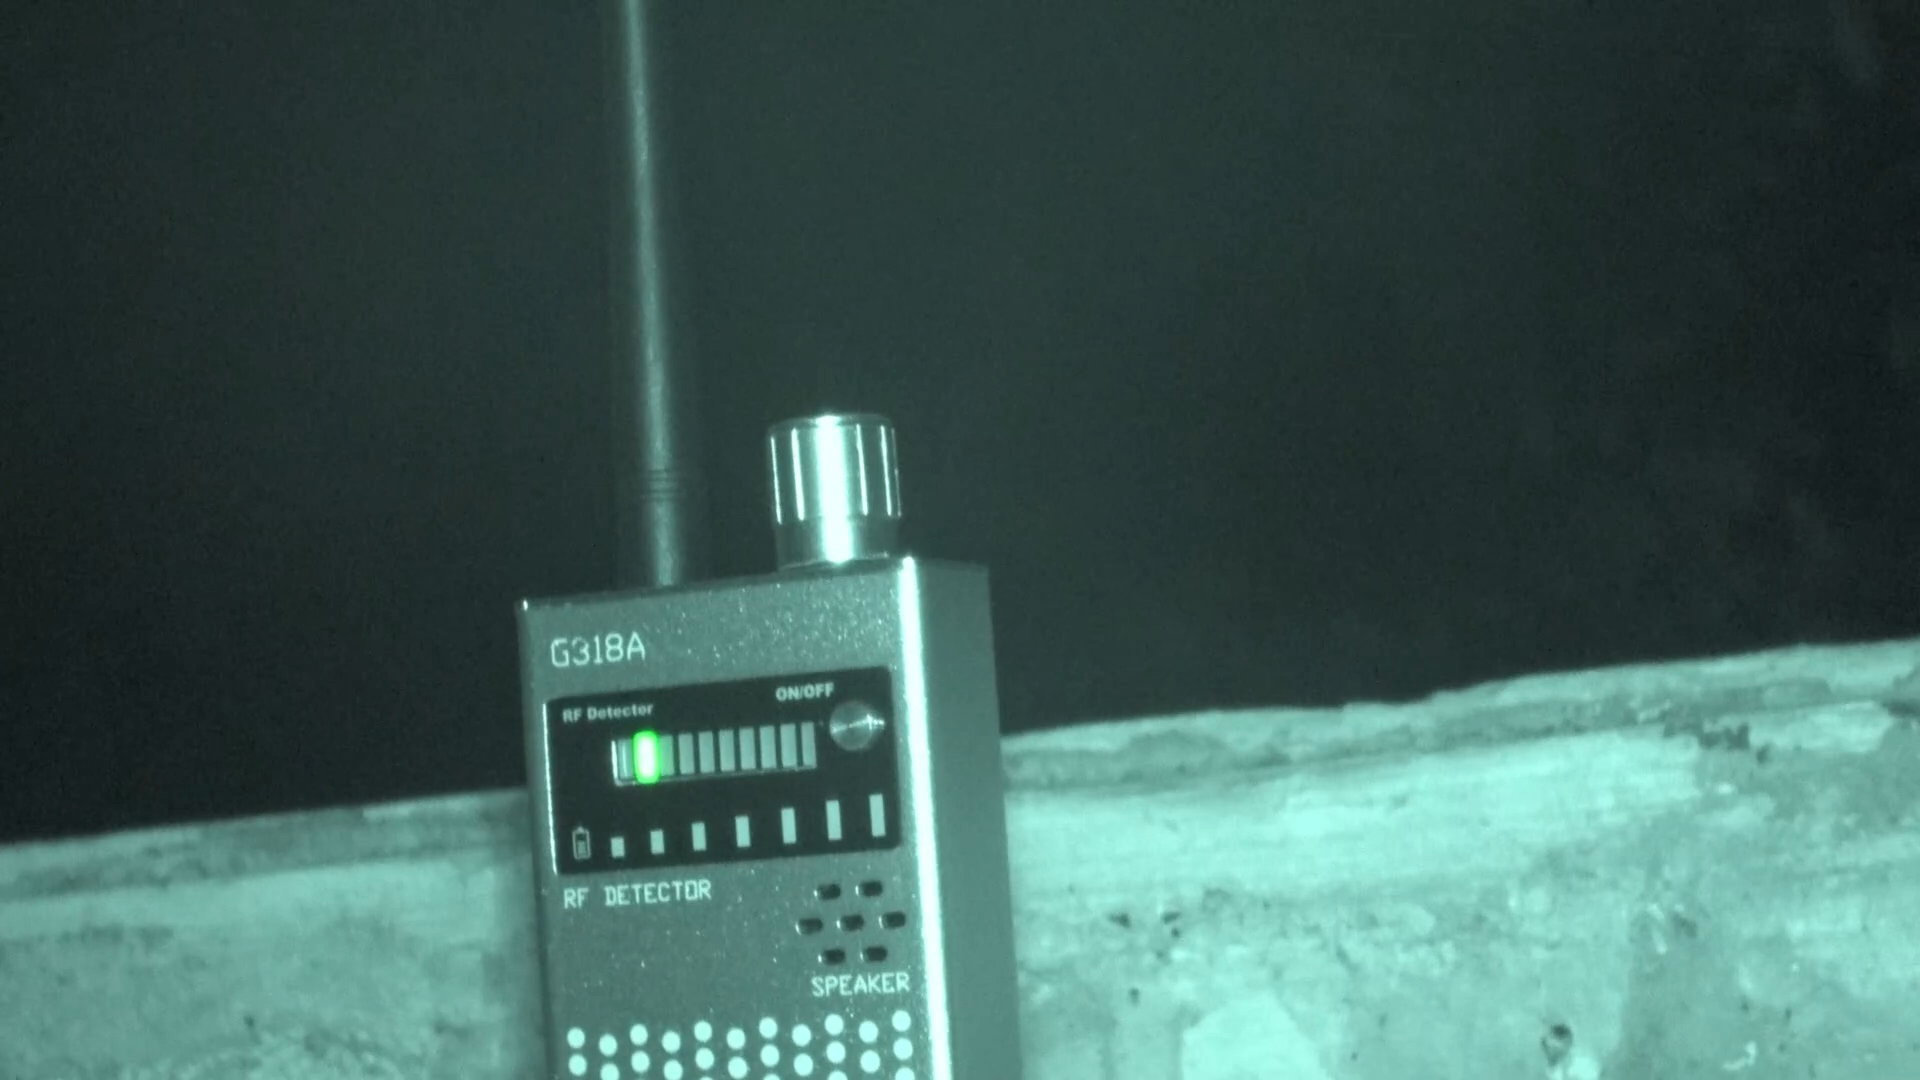 G318A
ON/OFF
RF Detector
RF DETECTOR
SPEAKER